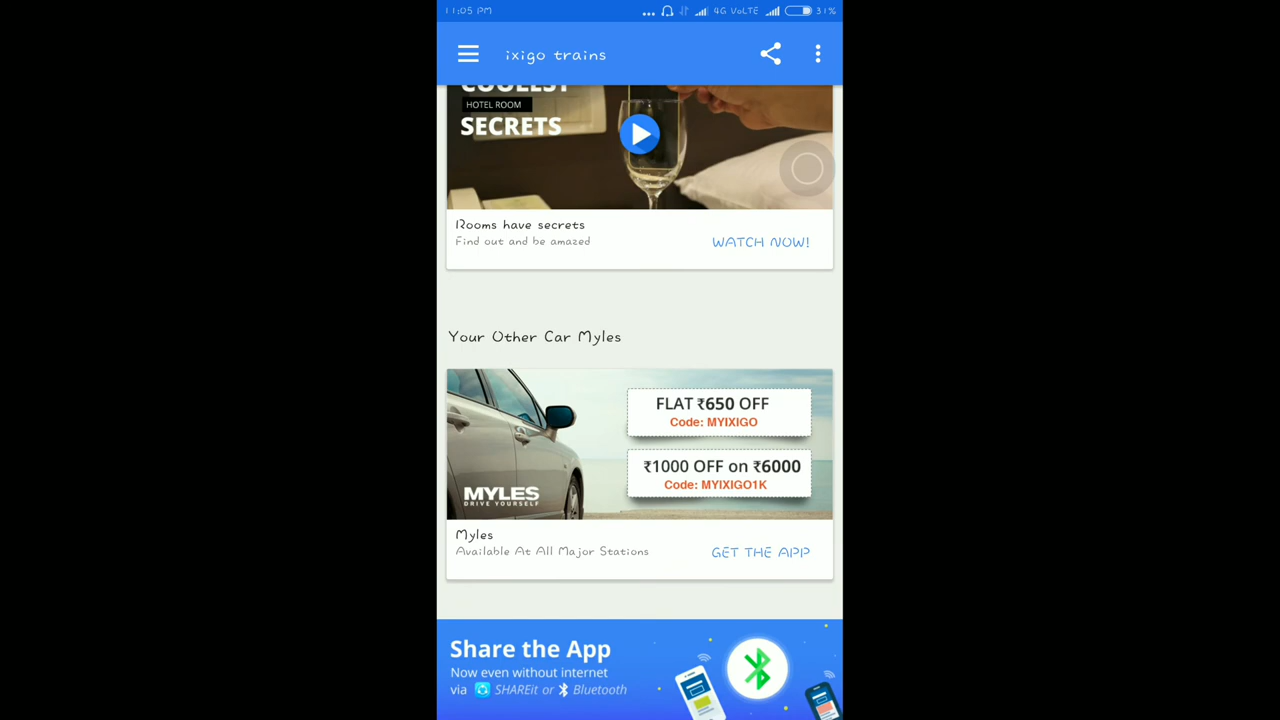 11:05 PM
... 4G VoLTE 31%
ixigo trains
COOLEST
HOTEL ROOM
SECRETS
Rooms have secrets
Find out and be amazed
WATCH NOW!
Your Other Car Myles
FLAT ₹650 OFF
Code: MYIXIGO
₹1000 OFF on ₹6000
Code: MYIXIGO1K
MYLES
DRIVE YOURSELF
Myles
Available At All Major Stations
GET THE APP
Share the App
Now even without internet
via SHAREit or Bluetooth